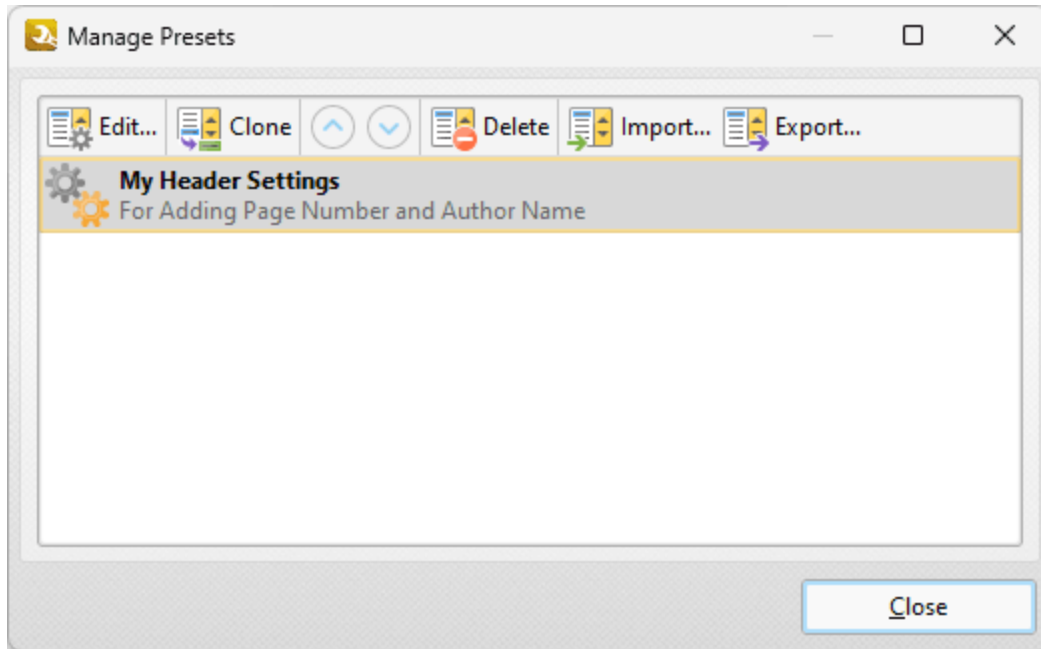 Manage Presets
Edit... Clone Delete Import... Export...
My Header Settings
For Adding Page Number and Author Name
Close